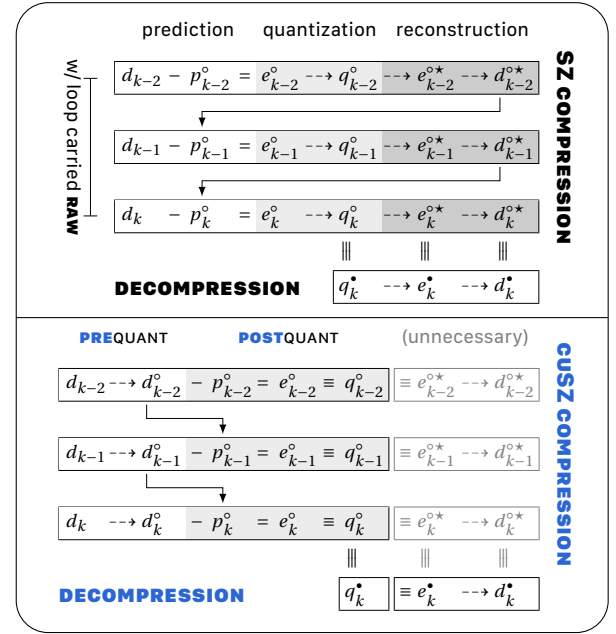 prediction quantization reconstruction
d_{k−2} − p°_{k−2} = e°_{k−2} ⇢ q°_{k−2} ⇢ e°⋆_{k−2} ⇢ d°⋆_{k−2}
d_{k−1} − p°_{k−1} = e°_{k−1} ⇢ q°_{k−1} ⇢ e°⋆_{k−1} ⇢ d°⋆_{k−1}
d_k − p°_k = e°_k ⇢ q°_k ⇢ e°⋆_k ⇢ d°⋆_k
w/ loop carried RAW
SZ COMPRESSION
DECOMPRESSION
q•_k ⇢ e•_k ⇢ d•_k
PREQUANT POSTQUANT (unnecessary)
d_{k−2} ⇢ d°_{k−2} − p°_{k−2} = e°_{k−2} ≡ q°_{k−2} ≡ e°⋆_{k−2} ⇢ d°⋆_{k−2}
d_{k−1} ⇢ d°_{k−1} − p°_{k−1} = e°_{k−1} ≡ q°_{k−1} ≡ e°⋆_{k−1} ⇢ d°⋆_{k−1}
d_k ⇢ d°_k − p°_k = e°_k ≡ q°_k ≡ e°⋆_k ⇢ d°⋆_k
cuSZ COMPRESSION
DECOMPRESSION
q•_k ≡ e•_k ⇢ d•_k